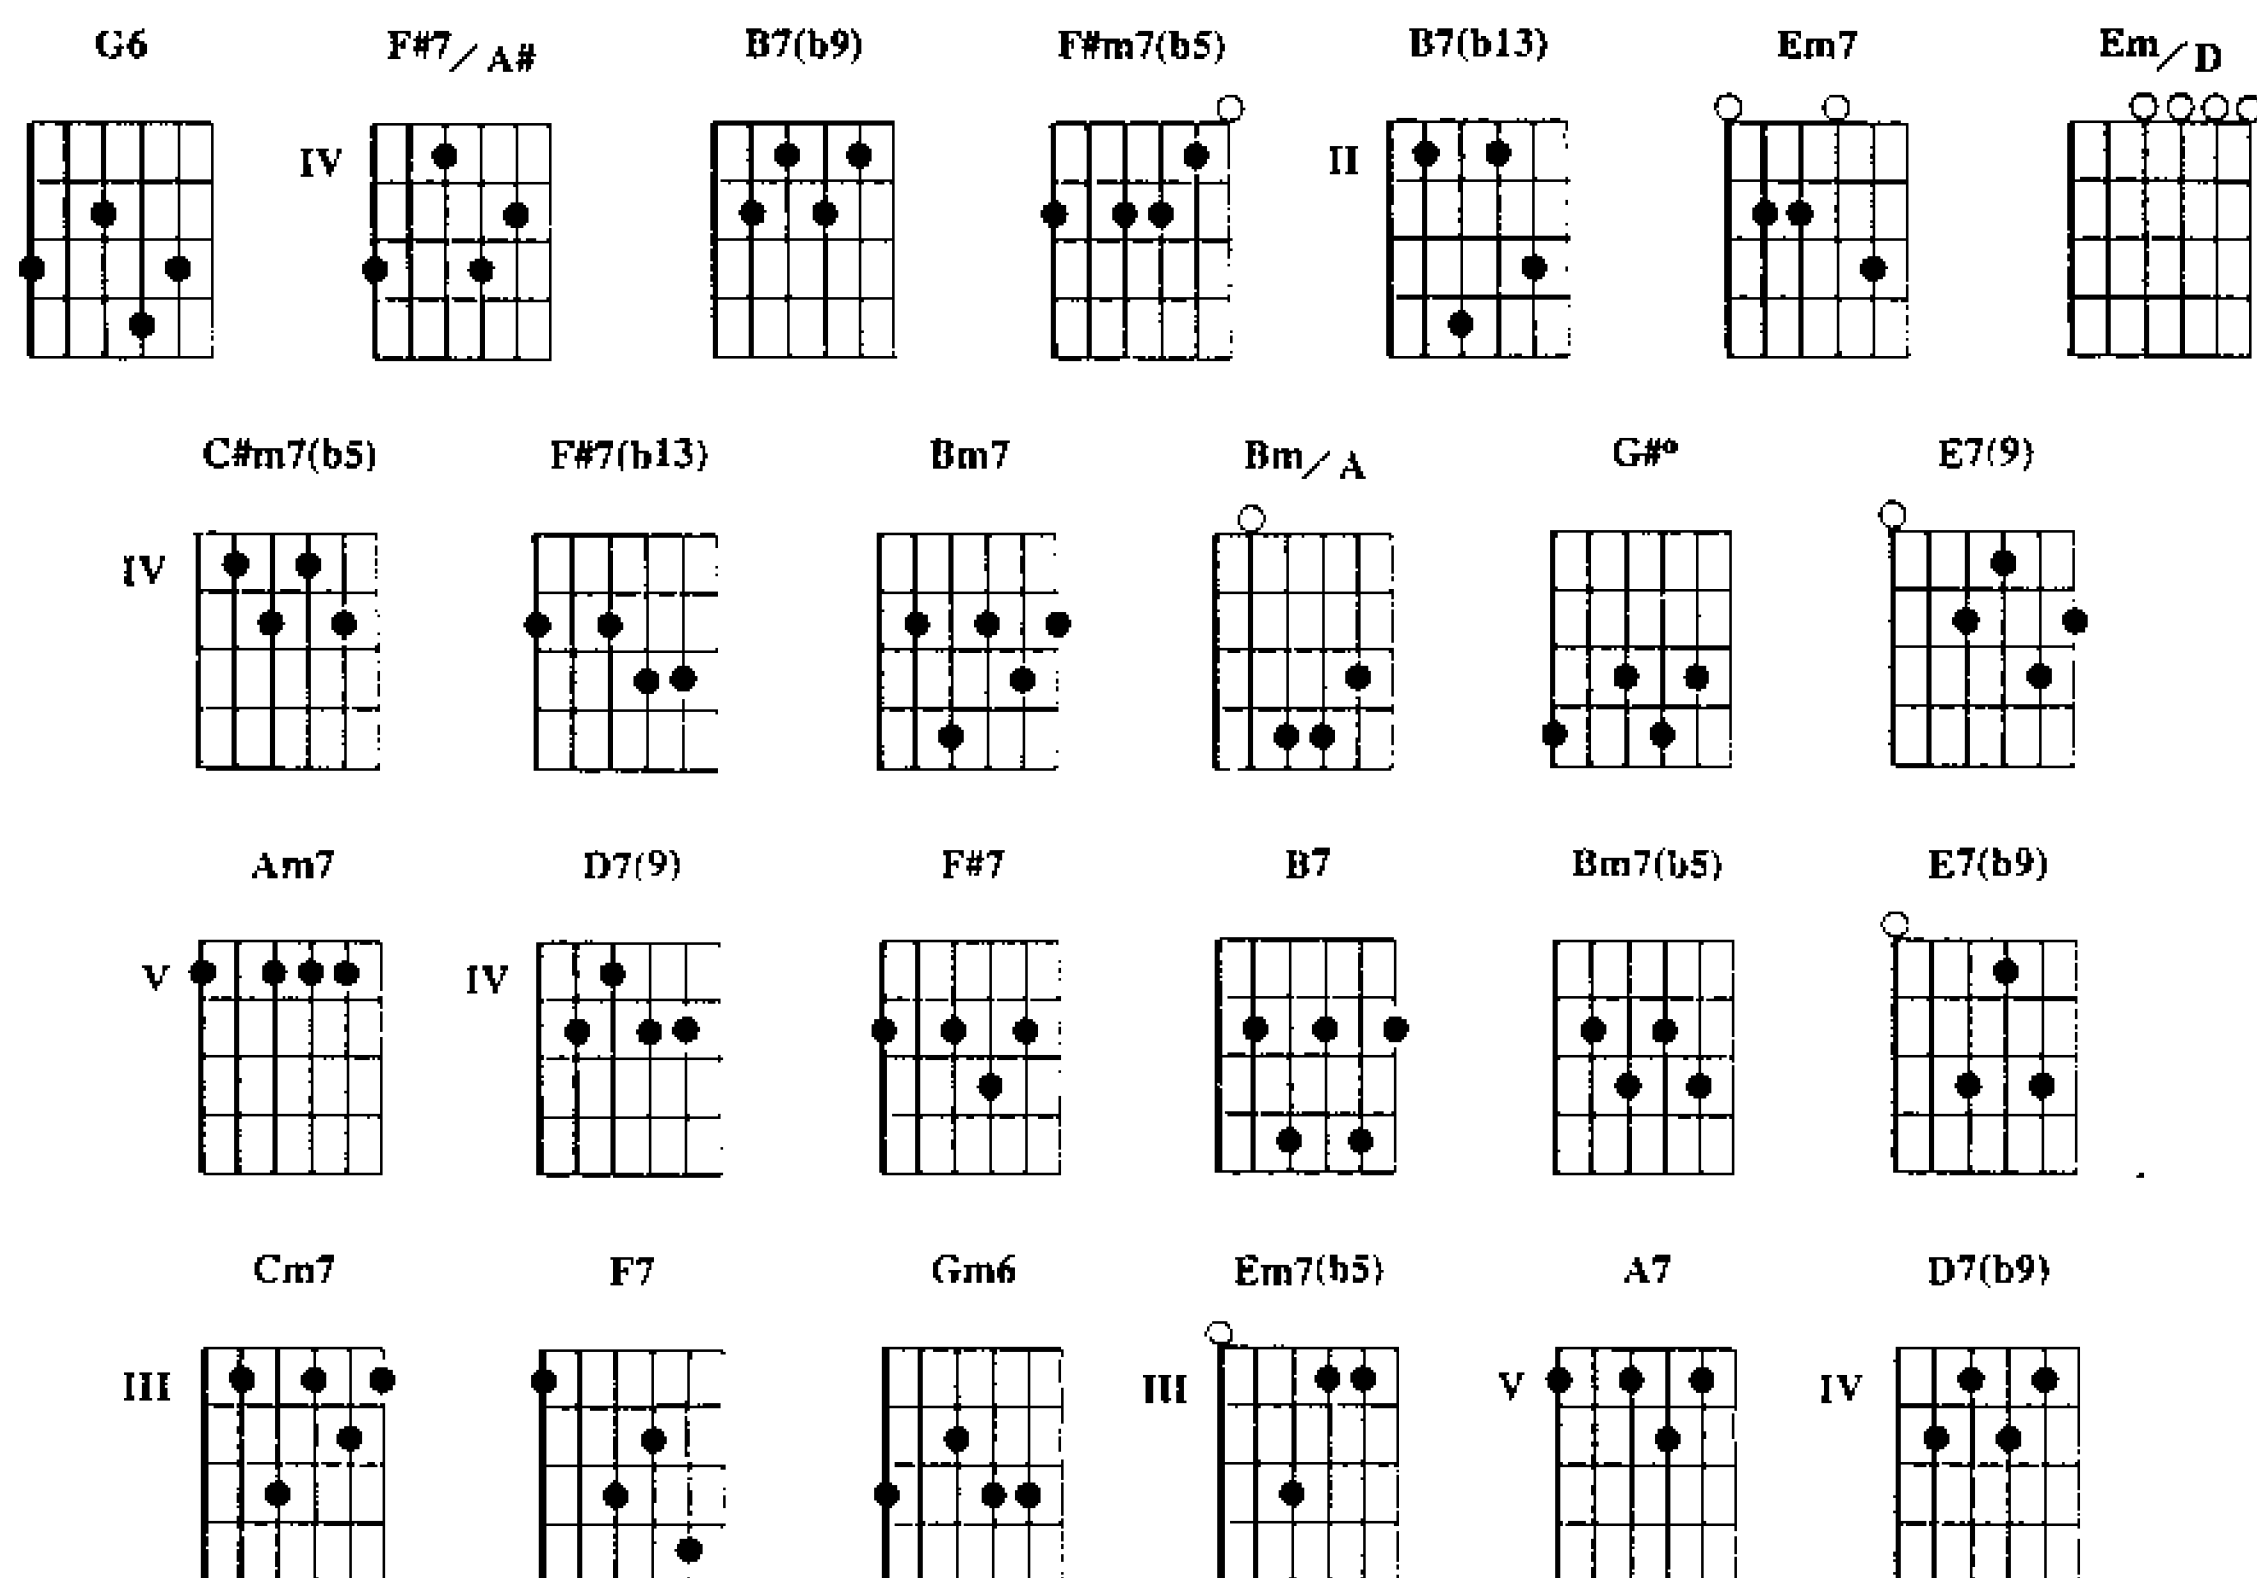 G6 F#7/A# B7(b9) F#m7(b5) B7(b13) Em7 Em/D
IV II
C#m7(b5) F#7(b13) Bm7 Bm/A G#° E7(9)
IV
Am7 D7(9) F#7 B7 Bm7(b5) E7(b9)
V IV
Cm7 F7 Gm6 Em7(b5) A7 D7(b9)
III III V IV